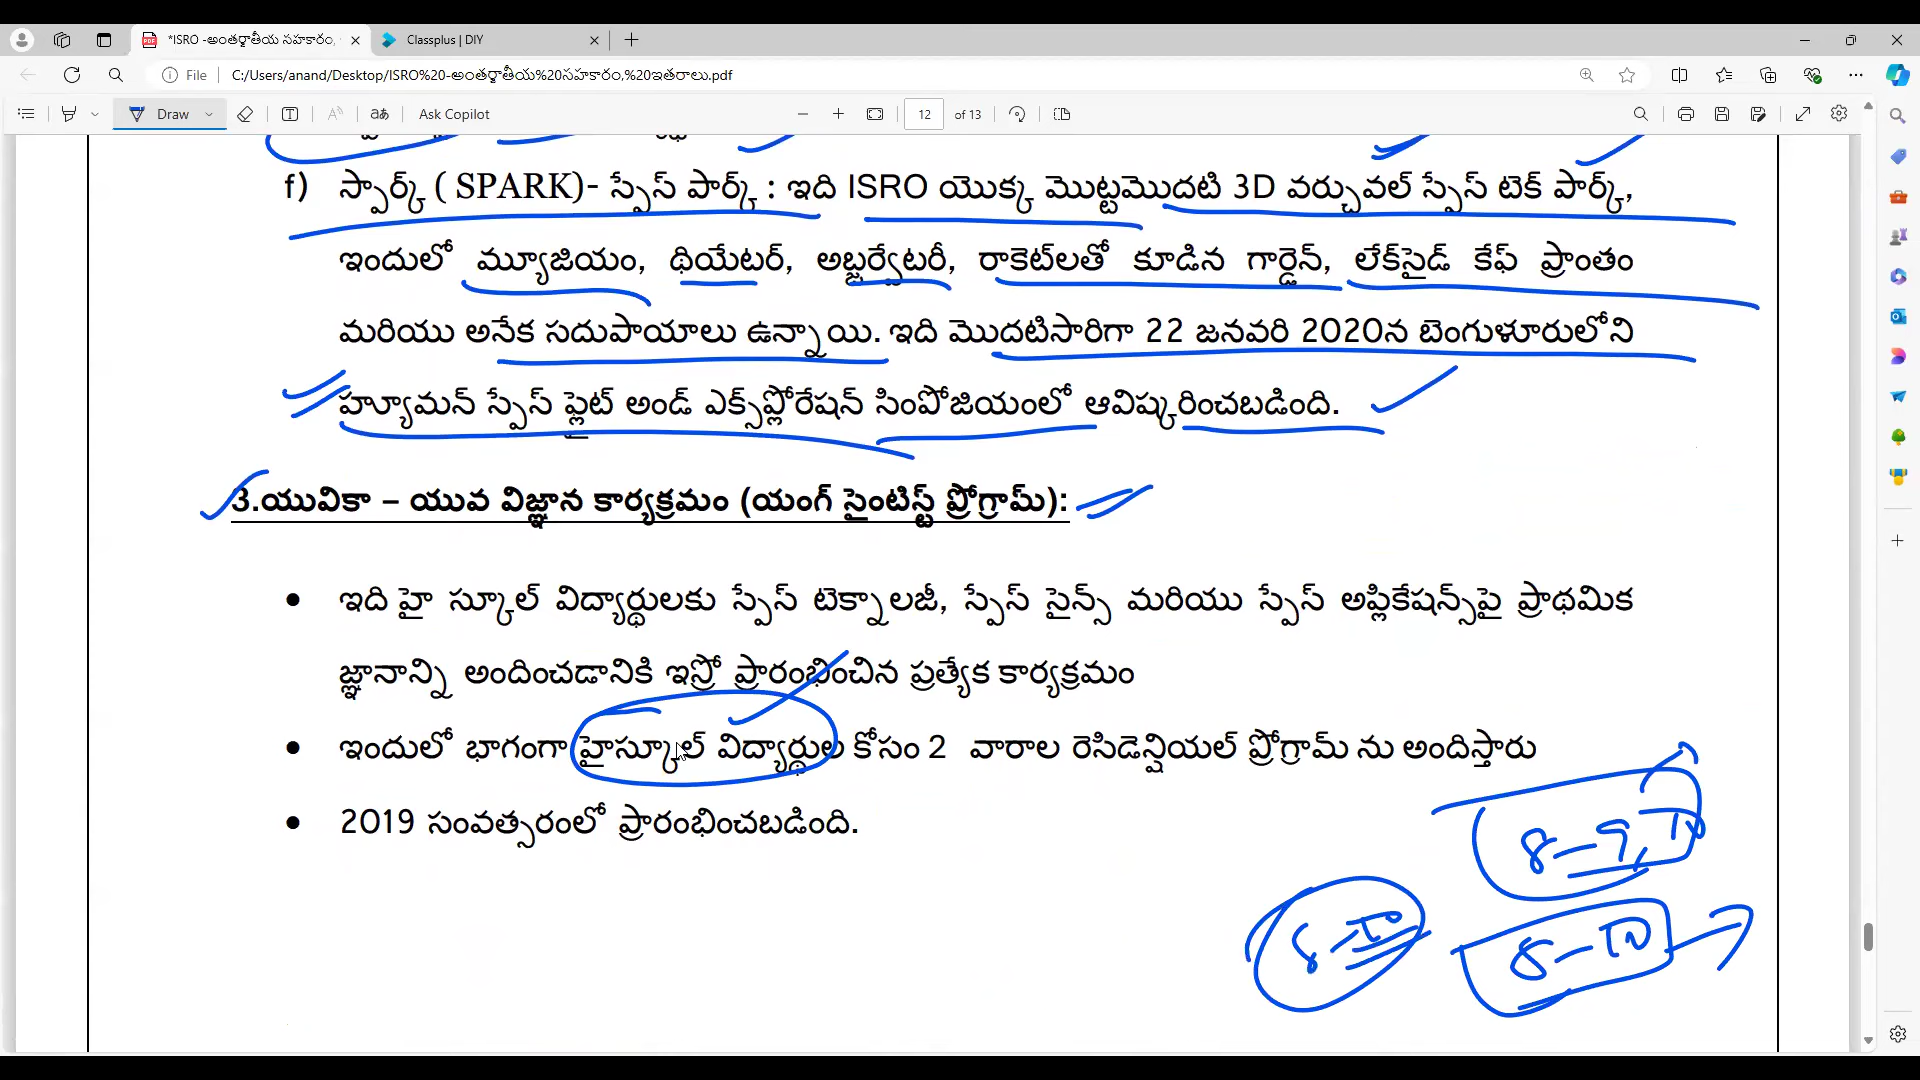 *ISRO -అంతర్జాతీయ సహకారం,
Classplus | DIY
File
C:/Users/anand/Desktop/ISRO%20-అంతర్జాతీయ%20సహకారం,%20ఇతరాలు.pdf
Draw
Ask Copilot
12 of 13
f) స్పార్క్ ( SPARK)- స్పేస్ పార్క్ : ఇది ISRO యొక్క మొట్టమొదటి 3D వర్చువల్ స్పేస్ టెక్ పార్క్,
ఇందులో మ్యూజియం, థియేటర్, అబ్జర్వేటరీ, రాకెట్‌లతో కూడిన గార్డెన్, లేక్‌సైడ్ కేఫ్ ప్రాంతం
మరియు అనేక సదుపాయాలు ఉన్నాయి. ఇది మొదటిసారిగా 22 జనవరి 2020న బెంగుళూరులోని
హ్యూమన్ స్పేస్ ఫ్లైట్ అండ్ ఎక్స్‌ప్లోరేషన్ సింపోజియంలో ఆవిష్కరించబడింది.
3.యువికా – యువ విజ్ఞాన కార్యక్రమం (యంగ్ సైంటిస్ట్ ప్రోగ్రామ్):
• ఇది హై స్కూల్ విద్యార్థులకు స్పేస్ టెక్నాలజీ, స్పేస్ సైన్స్ మరియు స్పేస్ అప్లికేషన్స్‌పై ప్రాథమిక
జ్ఞానాన్ని అందించడానికి ఇస్రో ప్రారంభించిన ప్రత్యేక కార్యక్రమం
• ఇందులో భాగంగా హైస్కూల్ విద్యార్థుల కోసం 2 వారాల రెసిడెన్షియల్ ప్రోగ్రామ్ ను అందిస్తారు
• 2019 సంవత్సరంలో ప్రారంభించబడింది.
8-9, 10
8-10
8-10